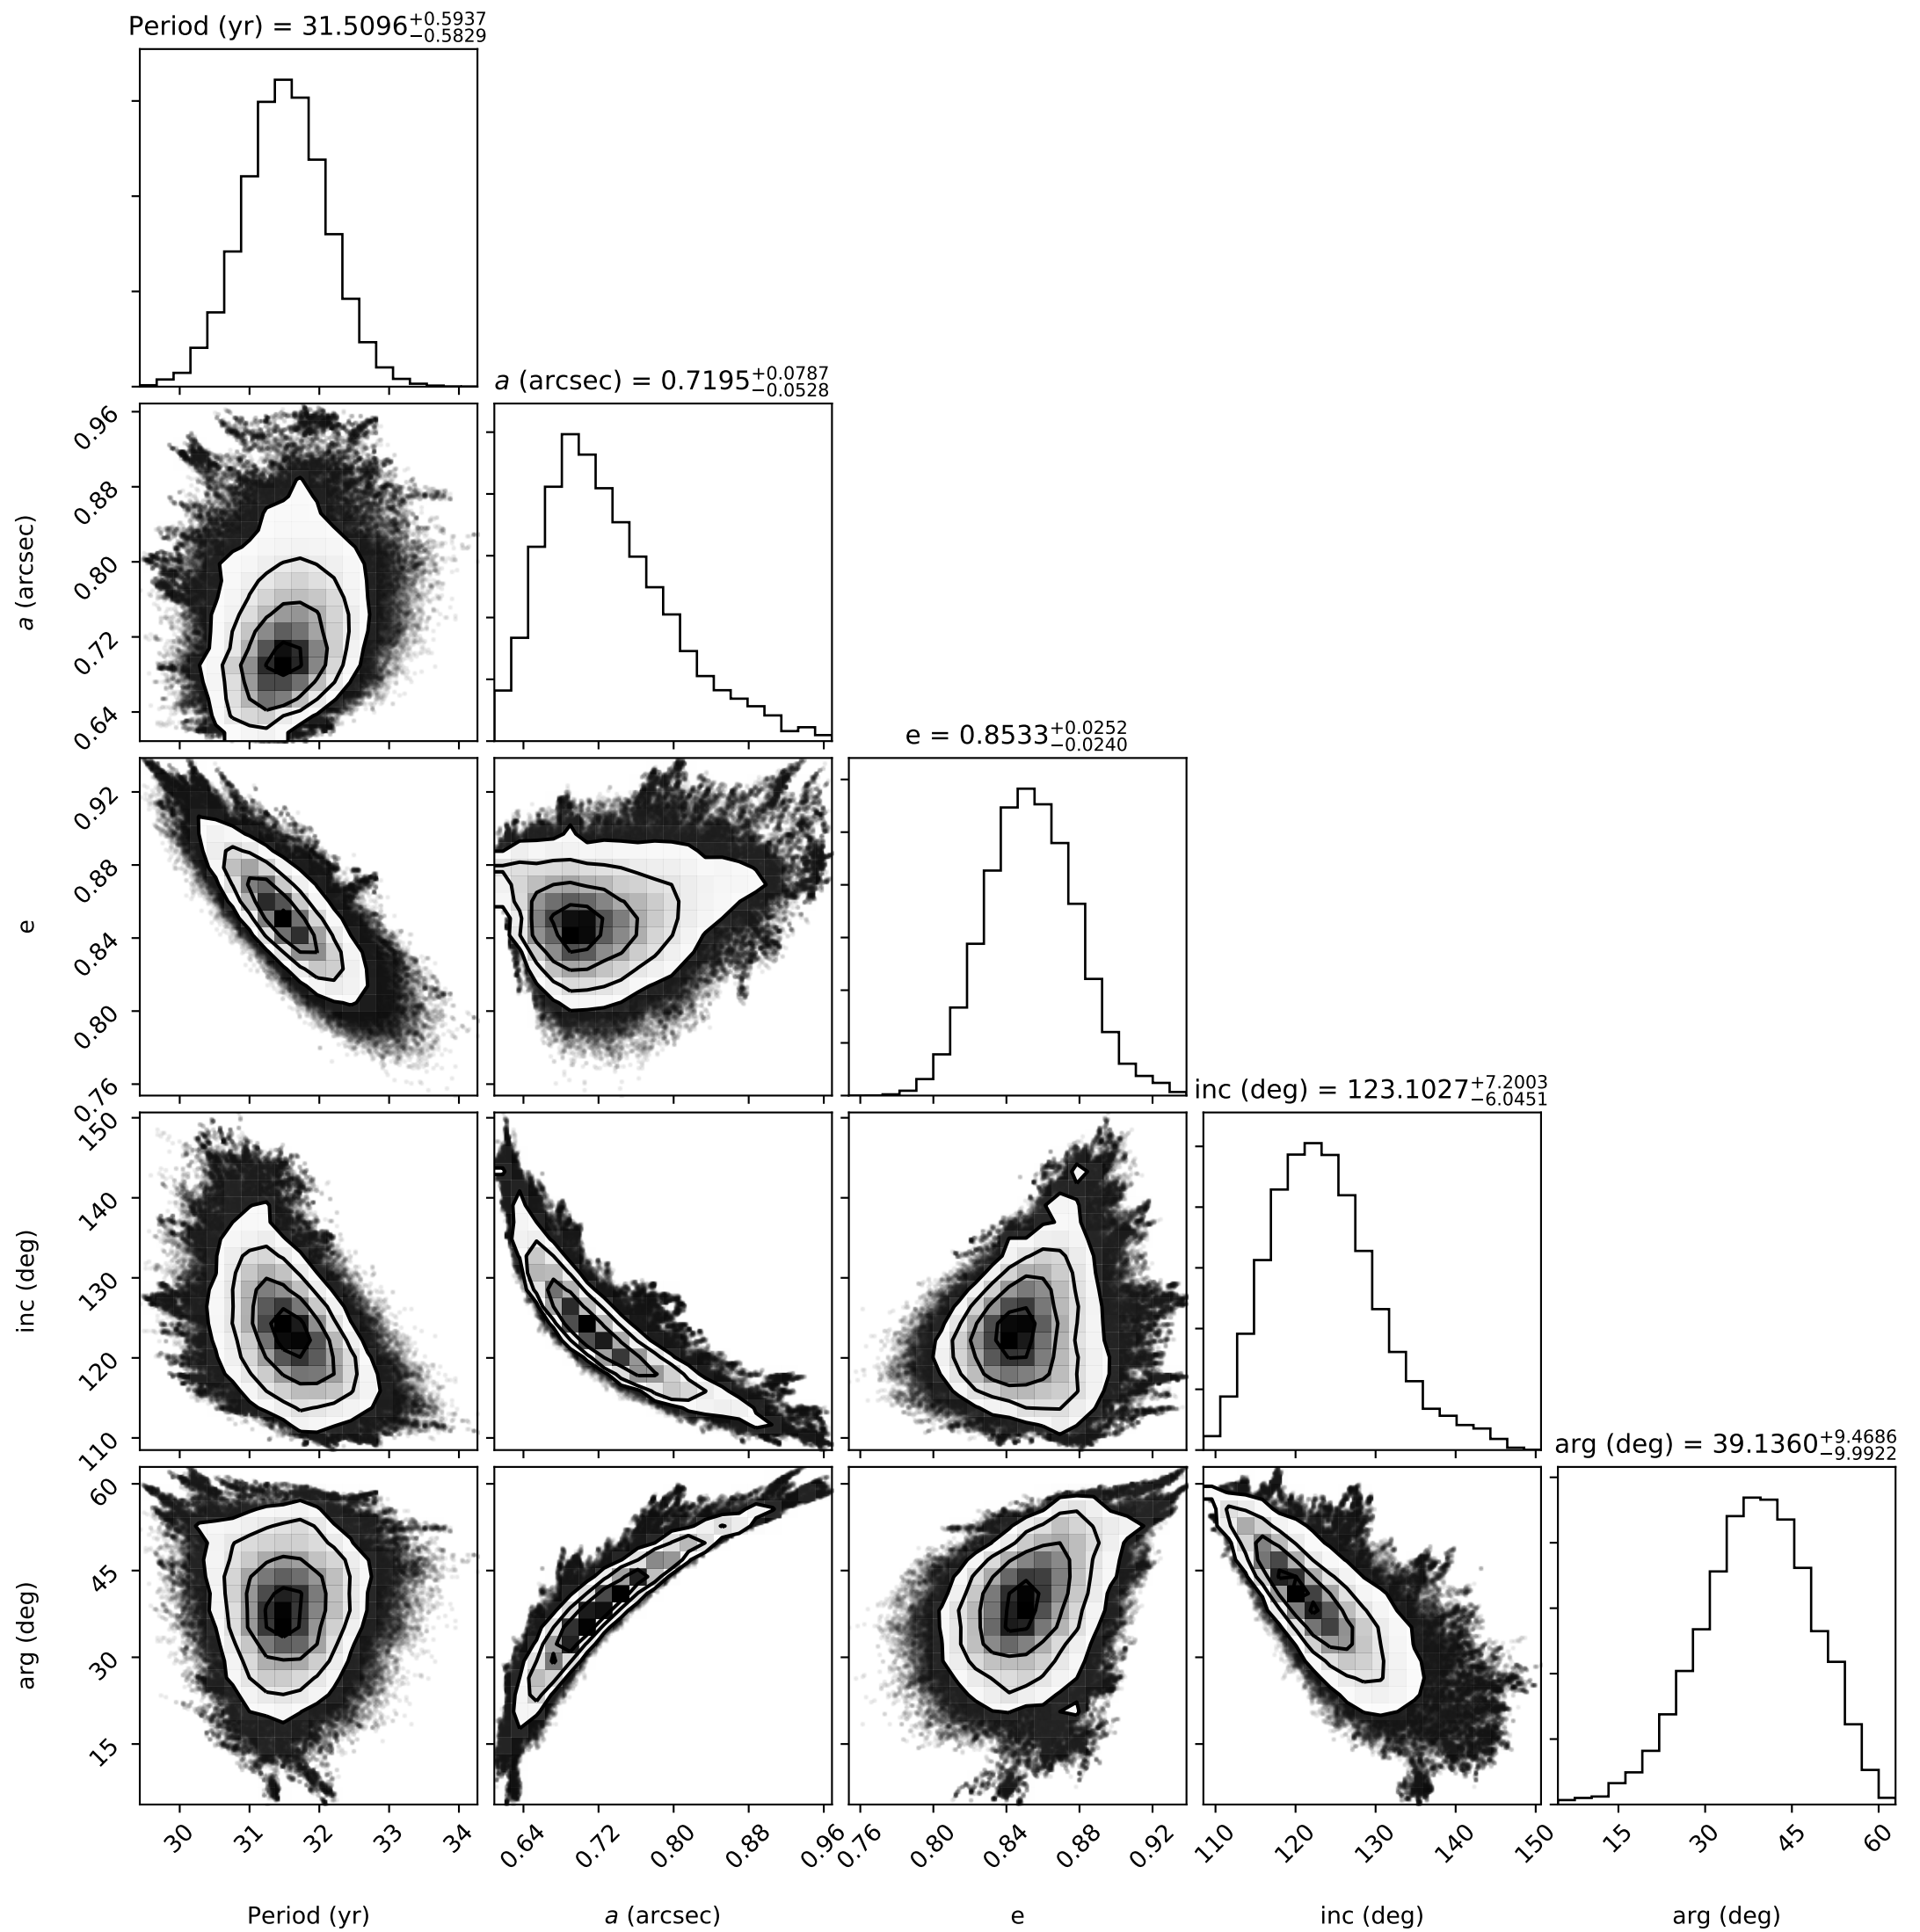 Period (yr) = 31.5096+0.5937 −0.5829
a (arcsec) = 0.7195+0.0787 −0.0528
0.96
0.88
0.80
0.72
0.64
a (arcsec)
e = 0.8533+0.0252 −0.0240
0.92
0.88
0.84
0.80
0.76
e
inc (deg) = 123.1027+7.2003 −6.0451
150
140
130
120
110
inc (deg)
arg (deg) = 39.1360+9.4686 −9.9922
60
45
30
15
arg (deg)
30 31 32 33 34
0.64 0.72 0.80 0.88 0.96
0.76 0.80 0.84 0.88 0.92
110 120 130 140 150
15 30 45 60
Period (yr)
a (arcsec)
e
inc (deg)
arg (deg)